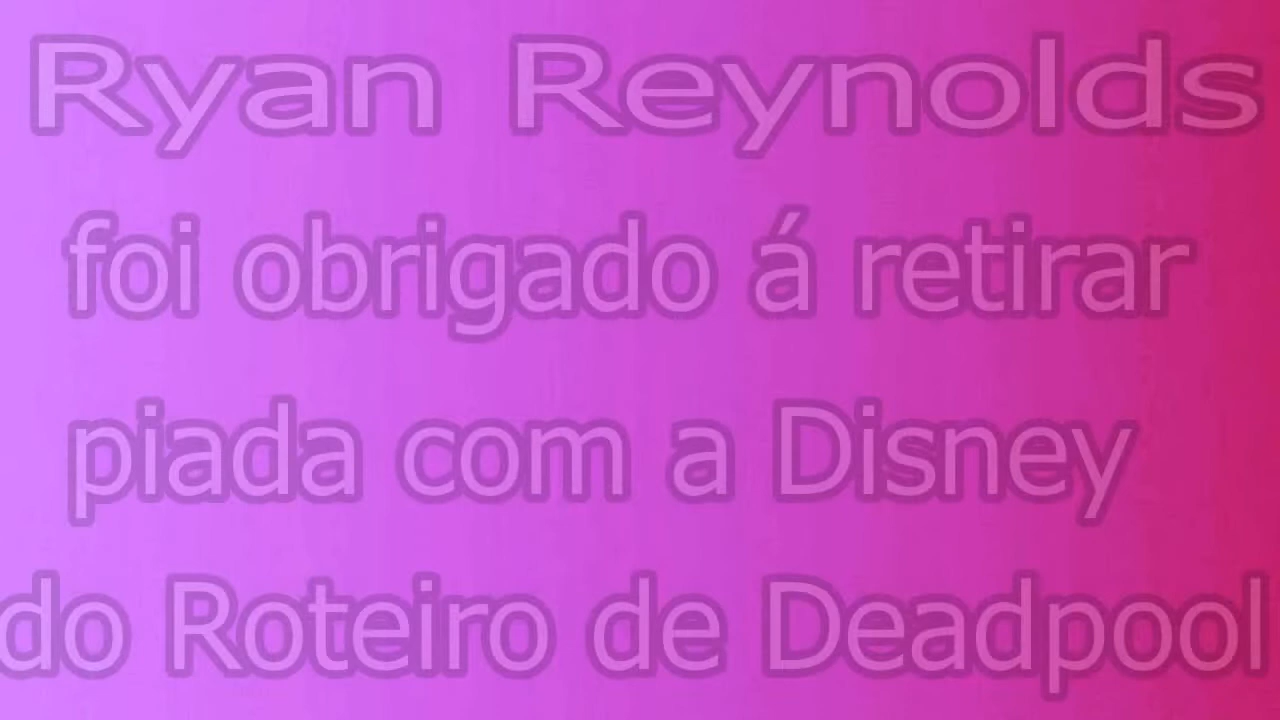 Ryan Reynolds
foi obrigado á retirar
piada com a Disney
do Roteiro de Deadpool